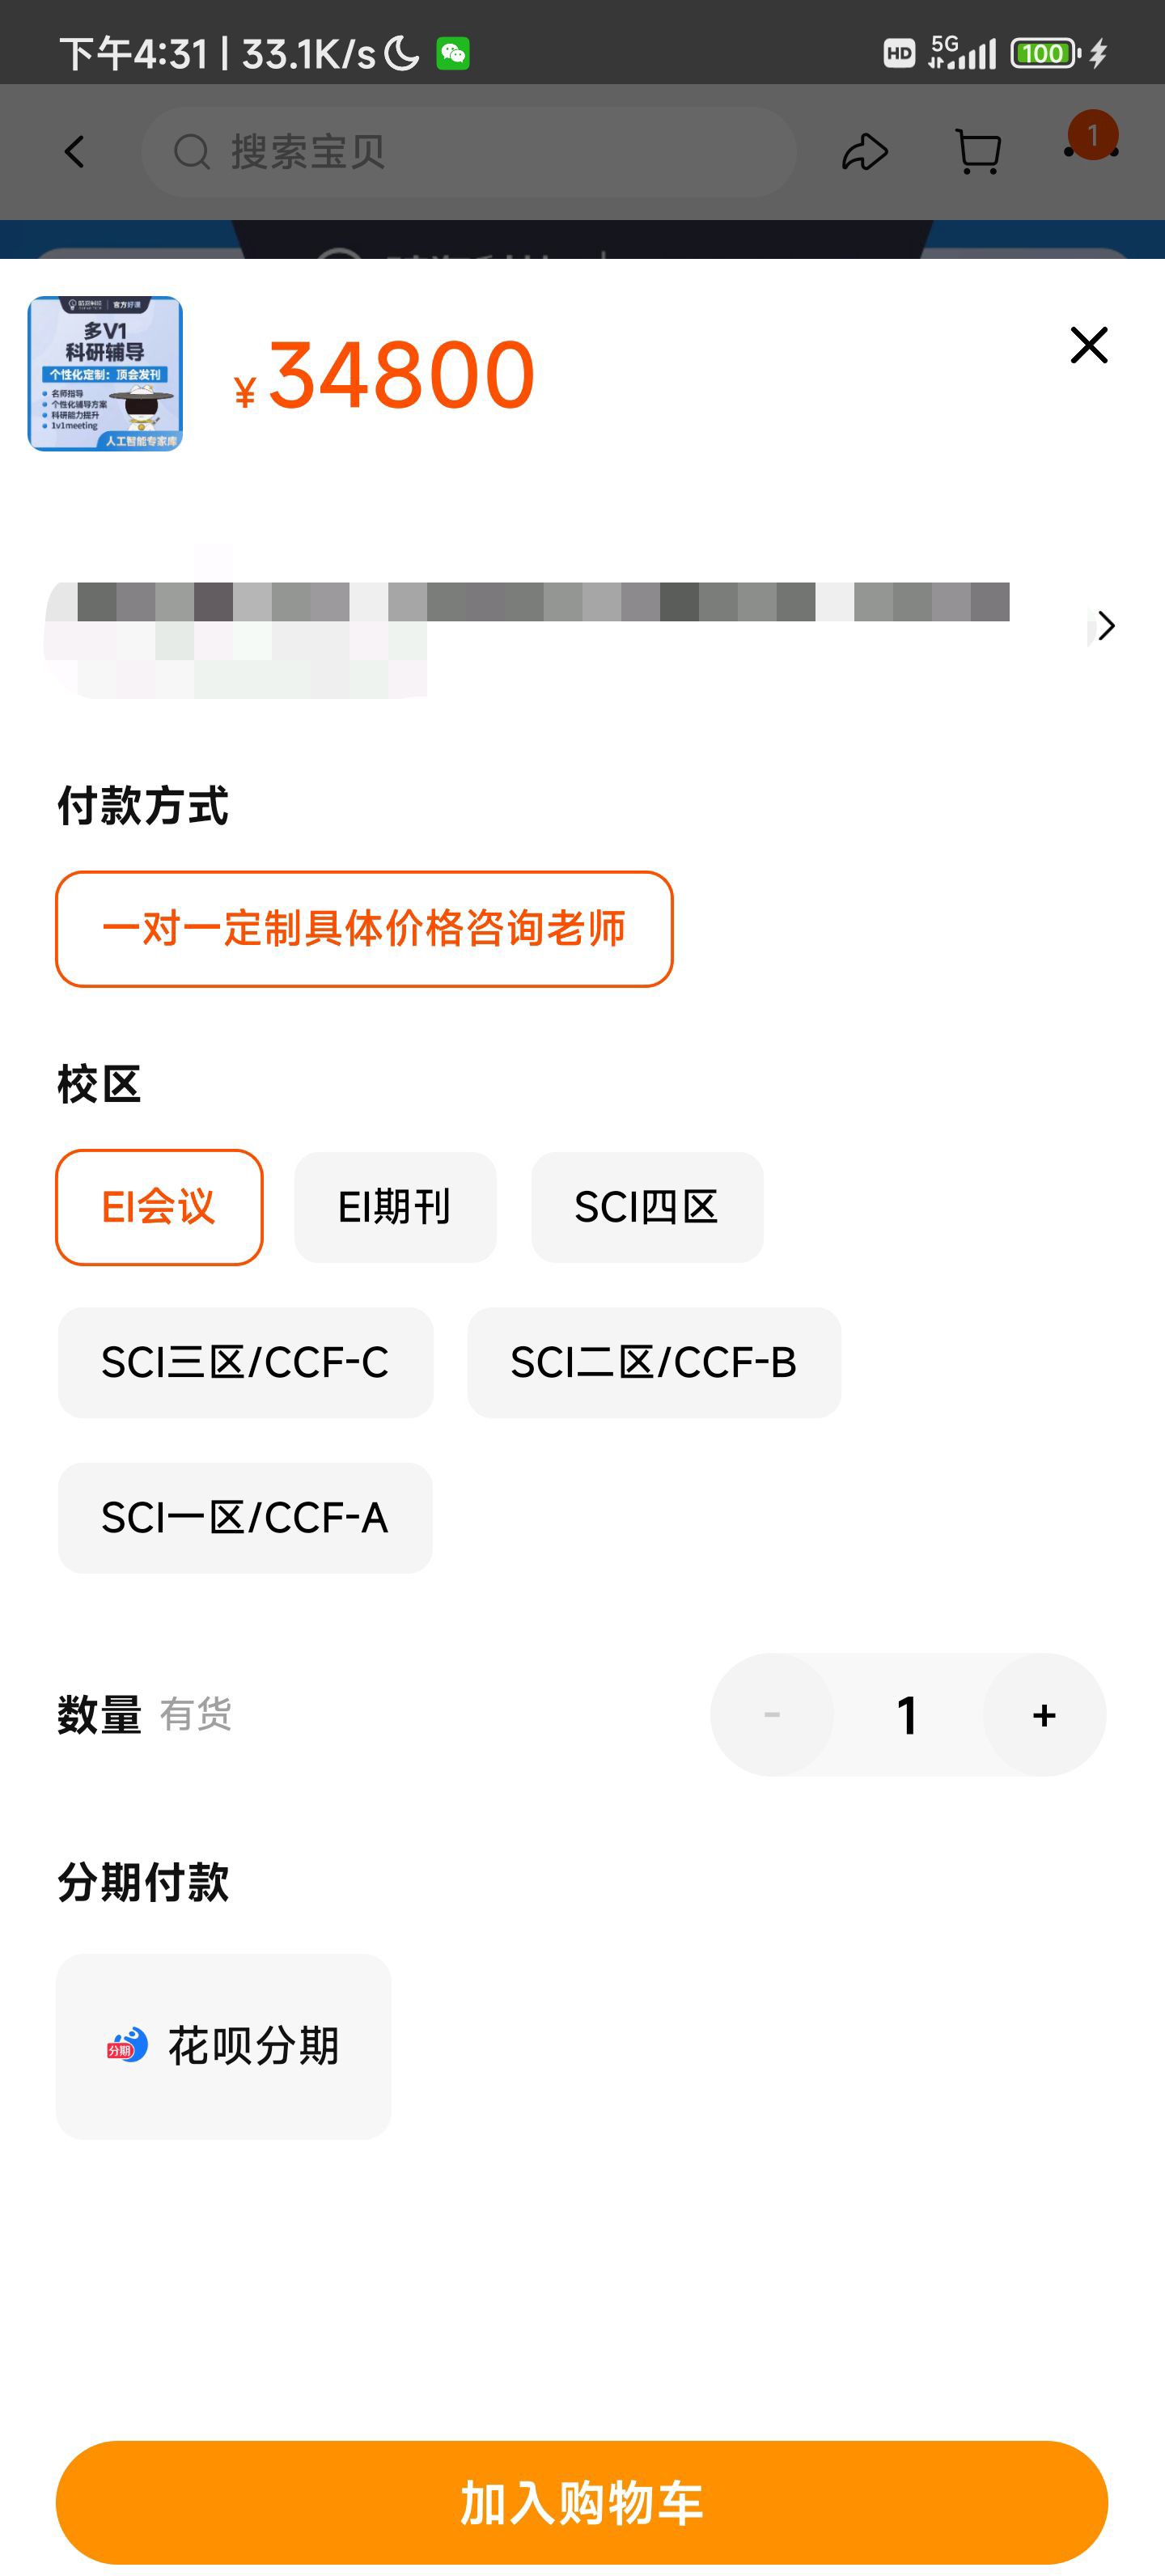 下午4:31 | 33.1K/s
HD 5G 100
搜索宝贝
1
官方好课
多V1
科研辅导
个性化定制：顶会发刊
名师指导
个性化辅导方案
科研能力提升
1v1meeting
人工智能专家库
¥34800
付款方式
一对一定制具体价格咨询老师
校区
EI会议 EI期刊 SCI四区
SCI三区/CCF-C SCI二区/CCF-B
SCI一区/CCF-A
数量 有货 - 1 +
分期付款
分期 花呗分期
加入购物车